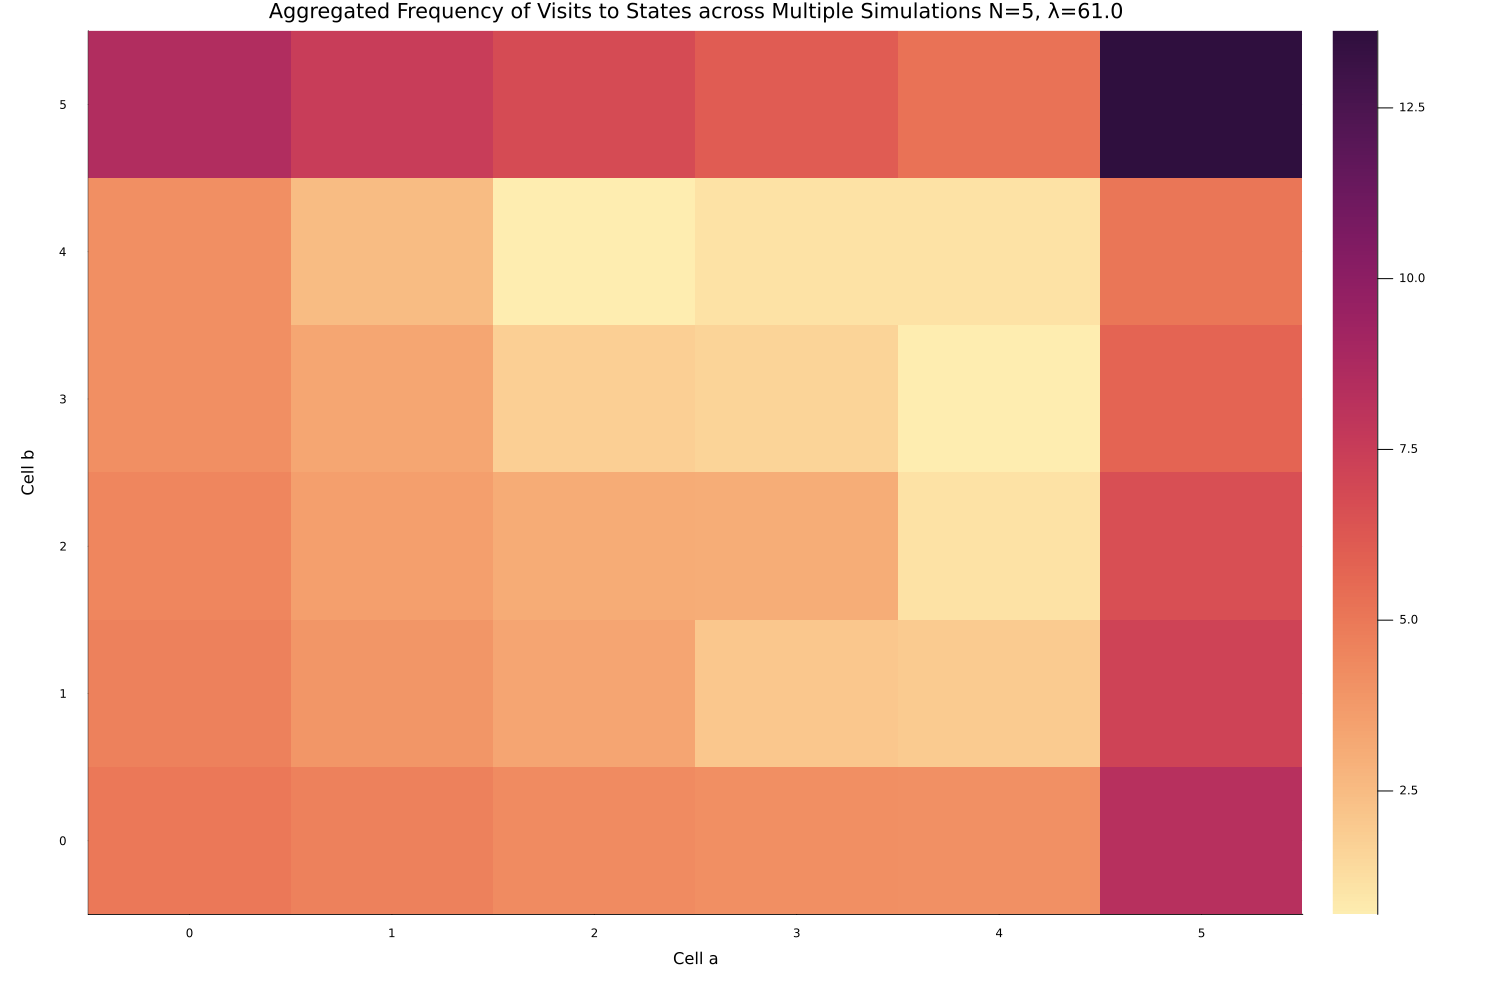 Aggregated Frequency of Visits to States across Multiple Simulations N=5, λ=61.0
5
4
3
2
1
0
Cell b
0 1 2 3 4 5
Cell a
12.5
10.0
7.5
5.0
2.5